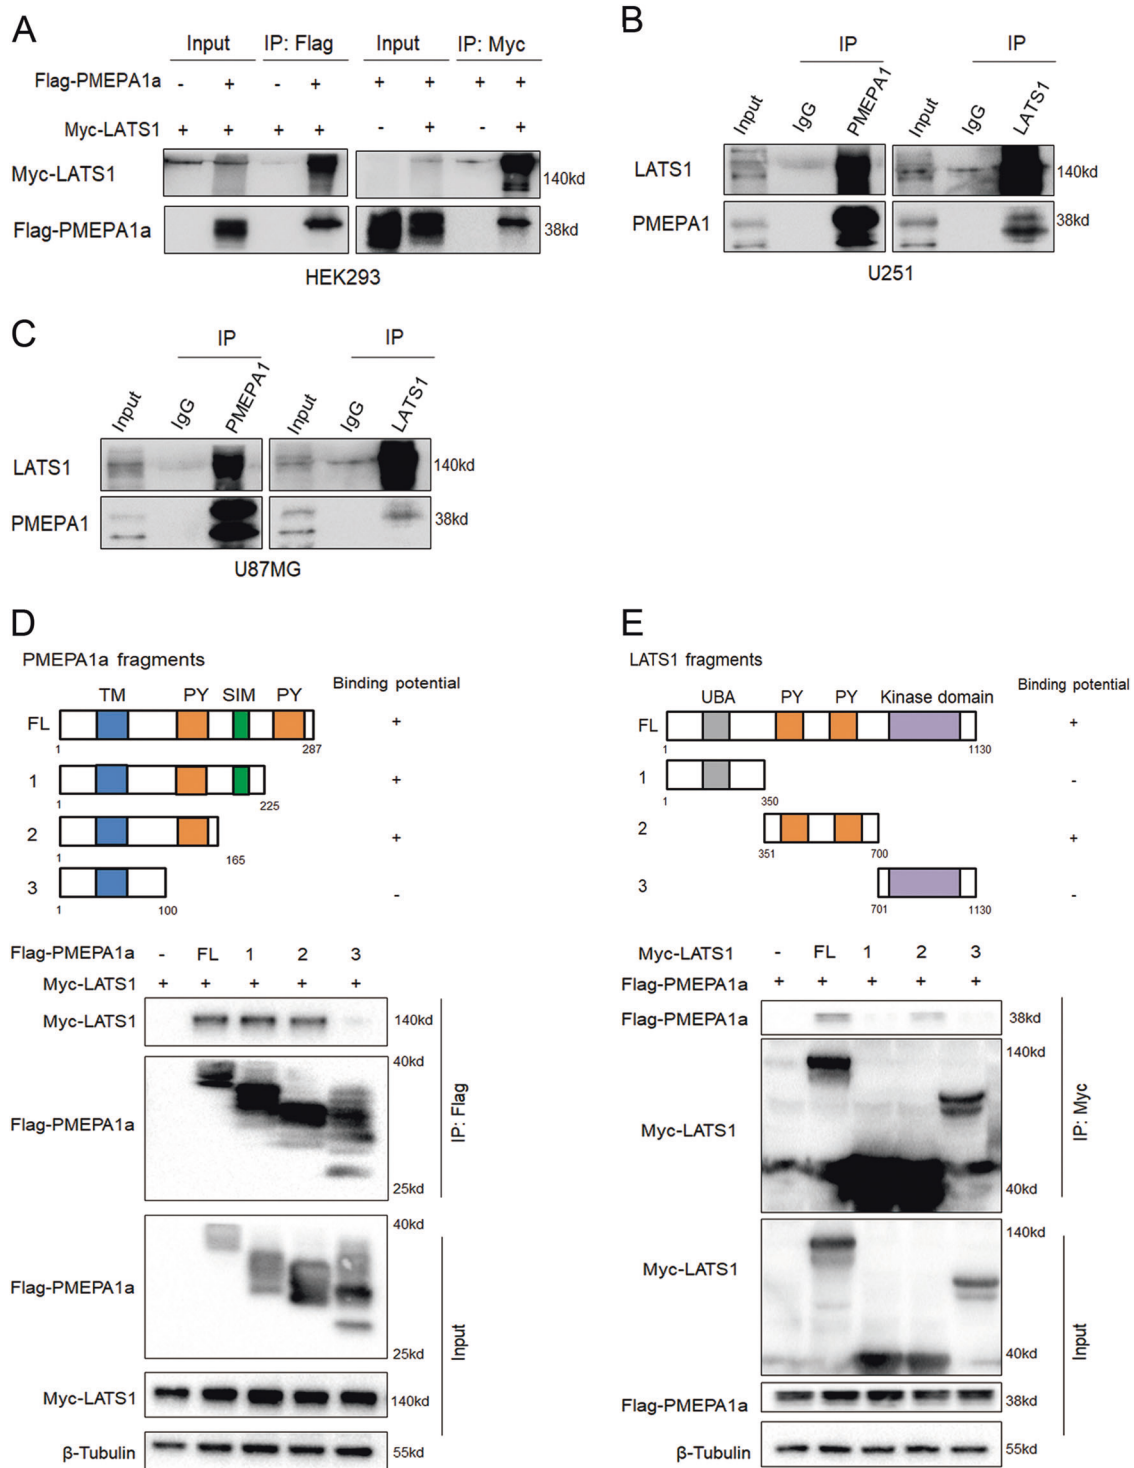 A
Input IP: Flag Input IP: Myc
Flag-PMEPA1a - + - + + + + +
Myc-LATS1 + + + + - + - +
Myc-LATS1 140kd
Flag-PMEPA1a 38kd
HEK293
B
IP IP
Input IgG PMEPA1 Input IgG LATS1
LATS1 140kd
PMEPA1 38kd
U251
C
IP IP
Input IgG PMEPA1 Input IgG LATS1
LATS1 140kd
PMEPA1 38kd
U87MG
D
PMEPA1a fragments
Binding potential
TM PY SIM PY
FL +
1 287
1 +
1 225
2 +
1 165
3 -
1 100
Flag-PMEPA1a - FL 1 2 3
Myc-LATS1 + + + + +
Myc-LATS1 140kd
40kd
Flag-PMEPA1a
25kd
IP: Flag
40kd
Flag-PMEPA1a
25kd
Myc-LATS1 140kd
β-Tubulin 55kd
Input
E
LATS1 fragments
Binding potential
UBA PY PY Kinase domain
FL +
1 1130
1 -
1 350
2 +
351 700
3 -
701 1130
Myc-LATS1 - FL 1 2 3
Flag-PMEPA1a + + + + +
Flag-PMEPA1a 38kd
140kd
Myc-LATS1
40kd
IP: Myc
140kd
Myc-LATS1
40kd
Flag-PMEPA1a 38kd
β-Tubulin 55kd
Input